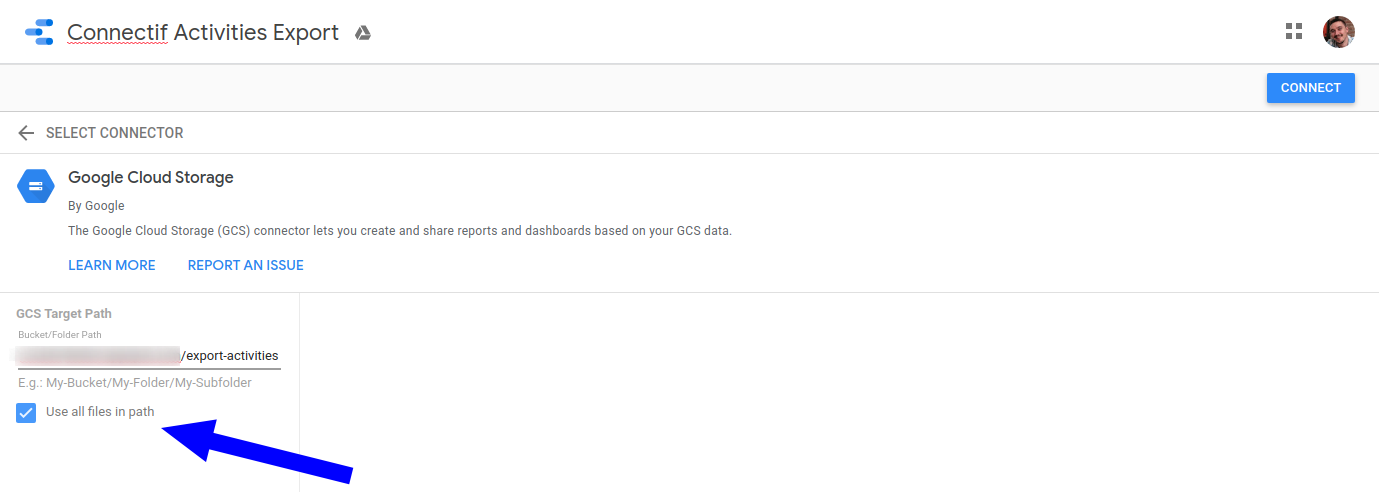 Connectif Activities Export
CONNECT
SELECT CONNECTOR
Google Cloud Storage
By Google
The Google Cloud Storage (GCS) connector lets you create and share reports and dashboards based on your GCS data.
LEARN MORE REPORT AN ISSUE
GCS Target Path
Bucket/Folder Path
/export-activities
E.g.: My-Bucket/My-Folder/My-Subfolder
Use all files in path